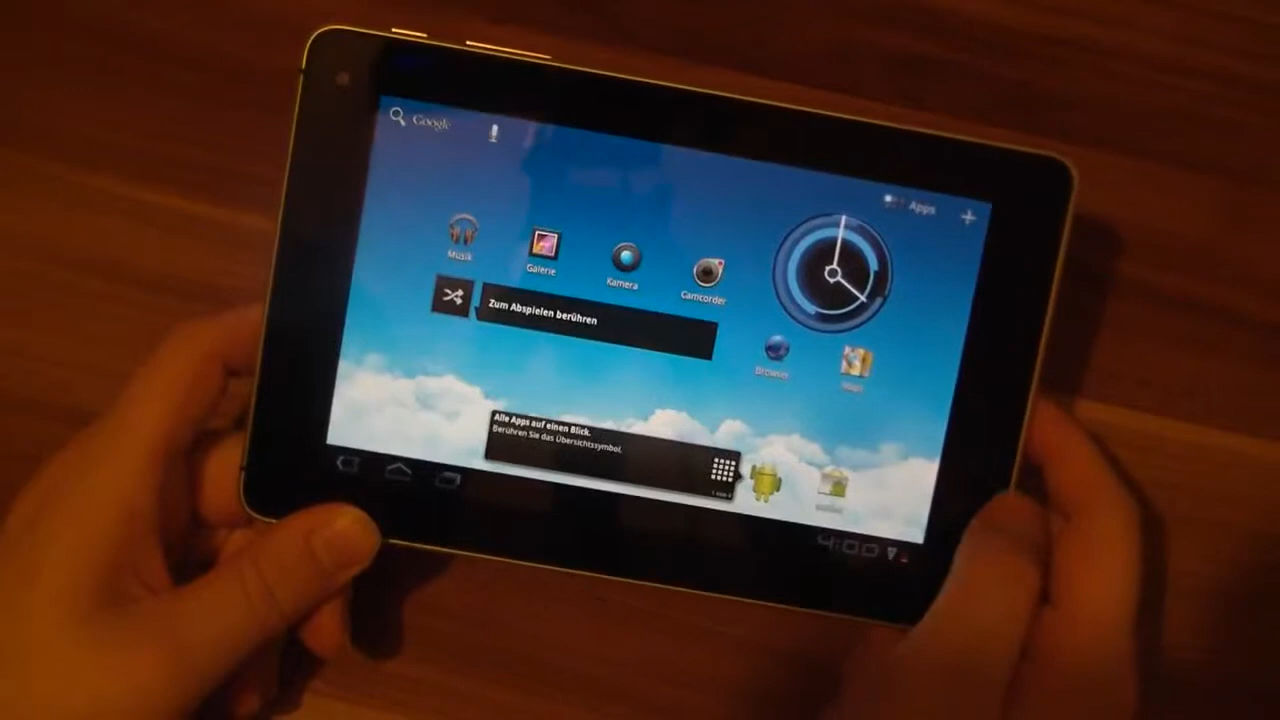 Google
Apps
Musik
Galerie
Kamera
Camcorder
Zum Abspielen berühren
Browser
Maps
Alle Apps auf einen Blick.
Berühren Sie das Übersichtssymbol.
4:00